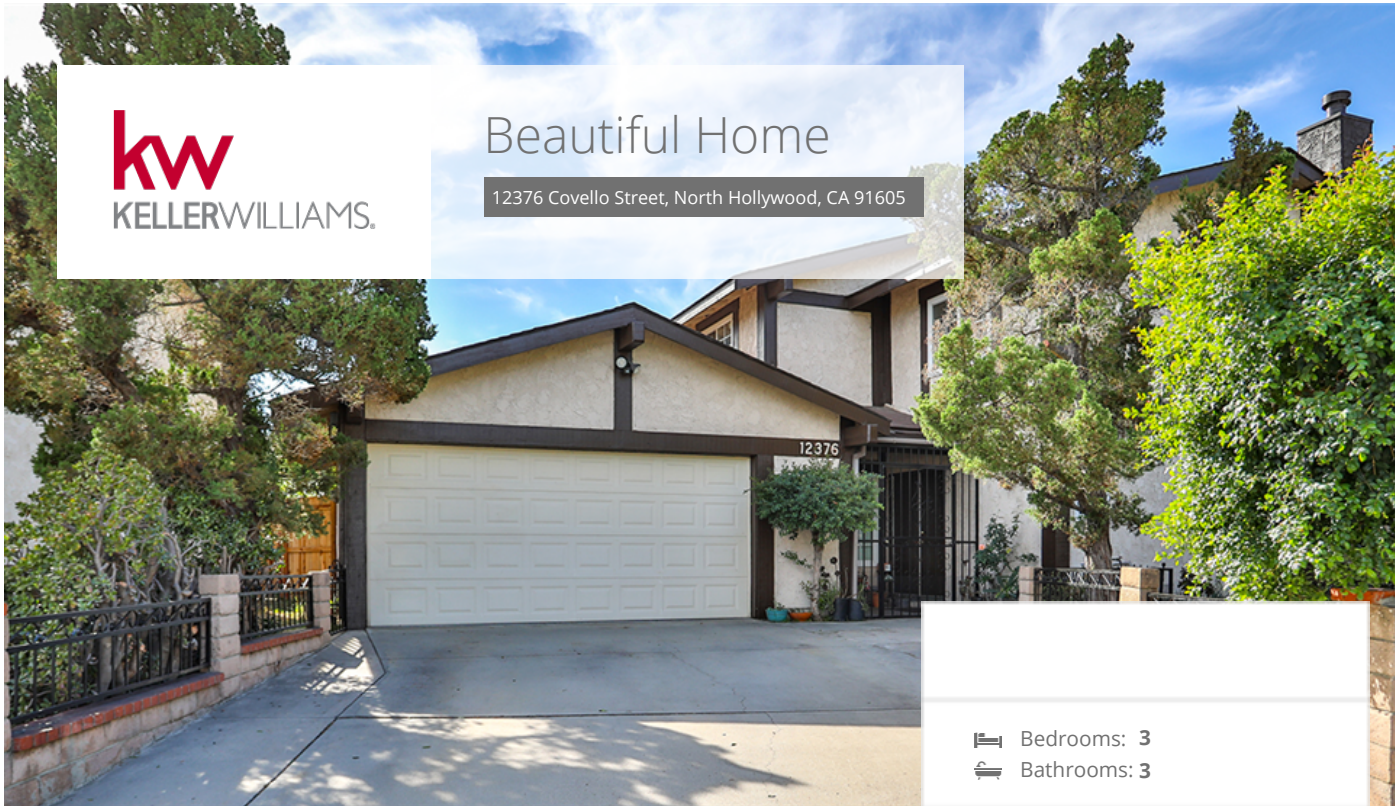 kw
KELLERWILLIAMS.
Beautiful Home
12376 Covello Street, North Hollywood, CA 91605
12376
Bedrooms: 3
Bathrooms: 3